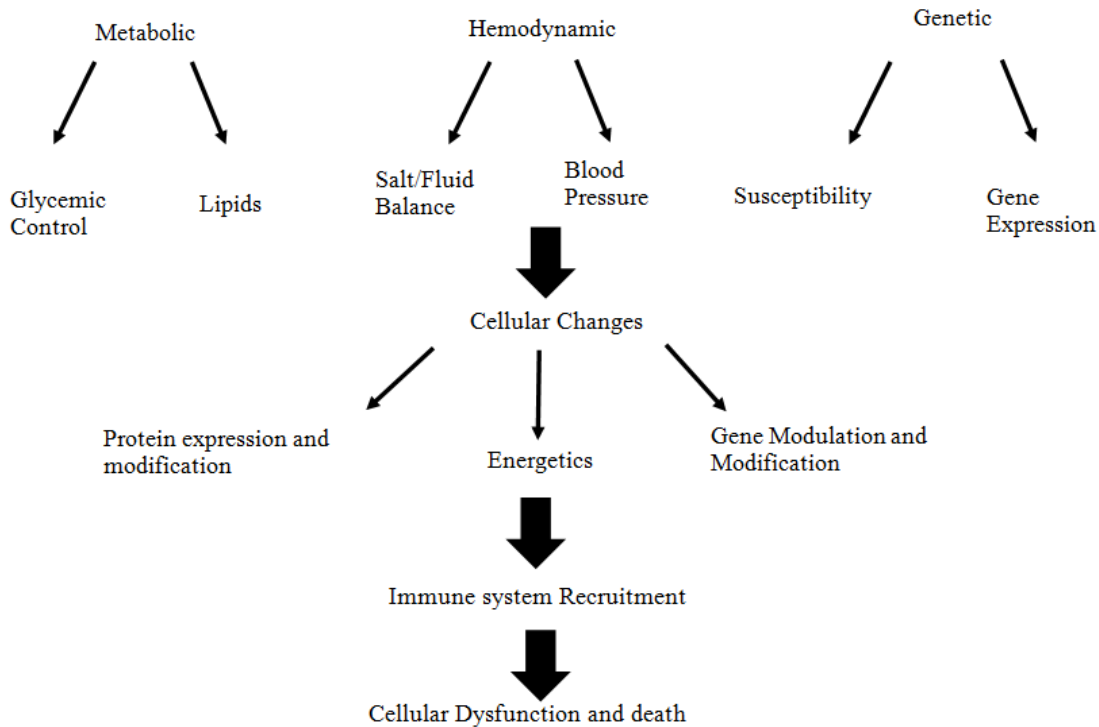 Metabolic
Hemodynamic
Genetic
Glycemic
Control
Lipids
Salt/Fluid
Balance
Blood
Pressure
Susceptibility
Gene
Expression
Cellular Changes
Protein expression and
modification
Energetics
Gene Modulation and
Modification
Immune system Recruitment
Cellular Dysfunction and death